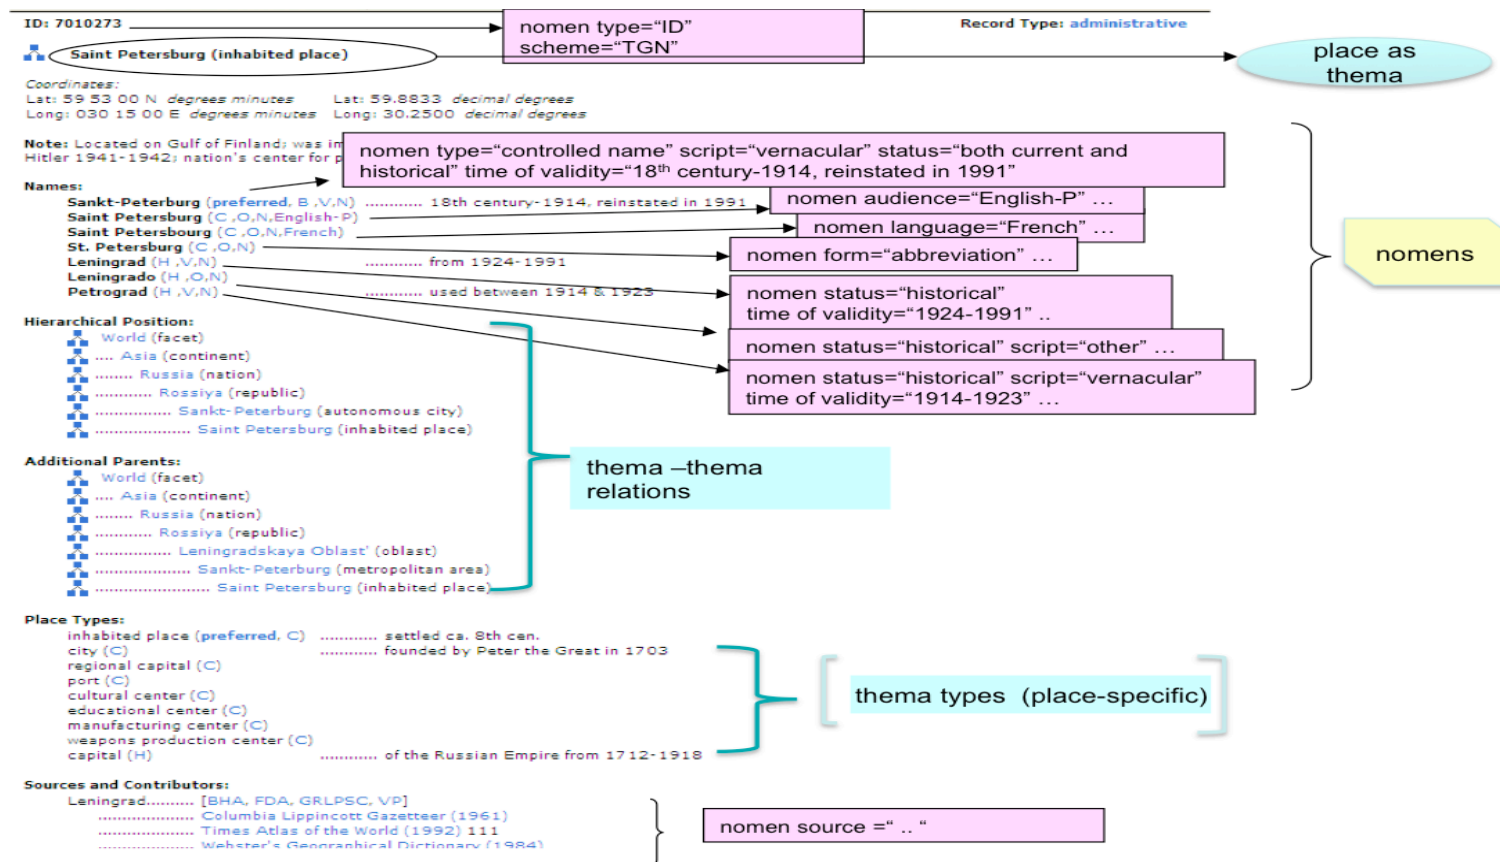 ID: 7010273
nomen type=“ID”
scheme=“TGN”
Record Type: administrative
Saint Petersburg (inhabited place)
place as
thema
Coordinates:
Lat: 59 53 00 N degrees minutes Lat: 59.8833 decimal degrees
Long: 030 15 00 E degrees minutes Long: 30.2500 decimal degrees
Note: Located on Gulf of Finland; was
Hitler 1941-1942; nation's center for
nomen type=“controlled name” script=“vernacular” status=“both current and
historical” time of validity=“18th century-1914, reinstated in 1991”
Names:
Sankt-Peterburg (preferred, B ,V,N) ............ 18th century-1914, reinstated in 1991
Saint Petersburg (C ,O,N,English-P)
Saint Petersbourg (C ,O,N,French)
St. Petersburg (C ,O,N)
Leningrad (H ,V,N) ............ from 1924-1991
Leningrado (H ,O,N)
Petrograd (H ,V,N) ............ used between 1914 & 1923
nomen audience=“English-P” ...
nomen language=“French” ...
nomen form=“abbreviation” ...
nomen status=“historical”
time of validity=“1924-1991” ..
nomen status=“historical” script=“other” ...
nomen status=“historical” script=“vernacular”
time of validity=“1914-1923” ...
nomens
Hierarchical Position:
World (facet)
.... Asia (continent)
........ Russia (nation)
............ Rossiya (republic)
................ Sankt-Peterburg (autonomous city)
.................... Saint Petersburg (inhabited place)
thema –thema
relations
Additional Parents:
World (facet)
.... Asia (continent)
........ Russia (nation)
............ Rossiya (republic)
................ Leningradskaya Oblast' (oblast)
.................... Sankt-Peterburg (metropolitan area)
........................ Saint Petersburg (inhabited place)
Place Types:
inhabited place (preferred, C) ............ settled ca. 8th cen.
city (C) ............ founded by Peter the Great in 1703
regional capital (C)
port (C)
cultural center (C)
educational center (C)
manufacturing center (C)
weapons production center (C)
capital (H) ............ of the Russian Empire from 1712-1918
thema types (place-specific)
Sources and Contributors:
Leningrad.......... [BHA, FDA, GRLPSC, VP]
.................... Columbia Lippincott Gazetteer (1961)
.................... Times Atlas of the World (1992) 111
.................... Webster's Geographical Dictionary (1984)
nomen source =“ .. “